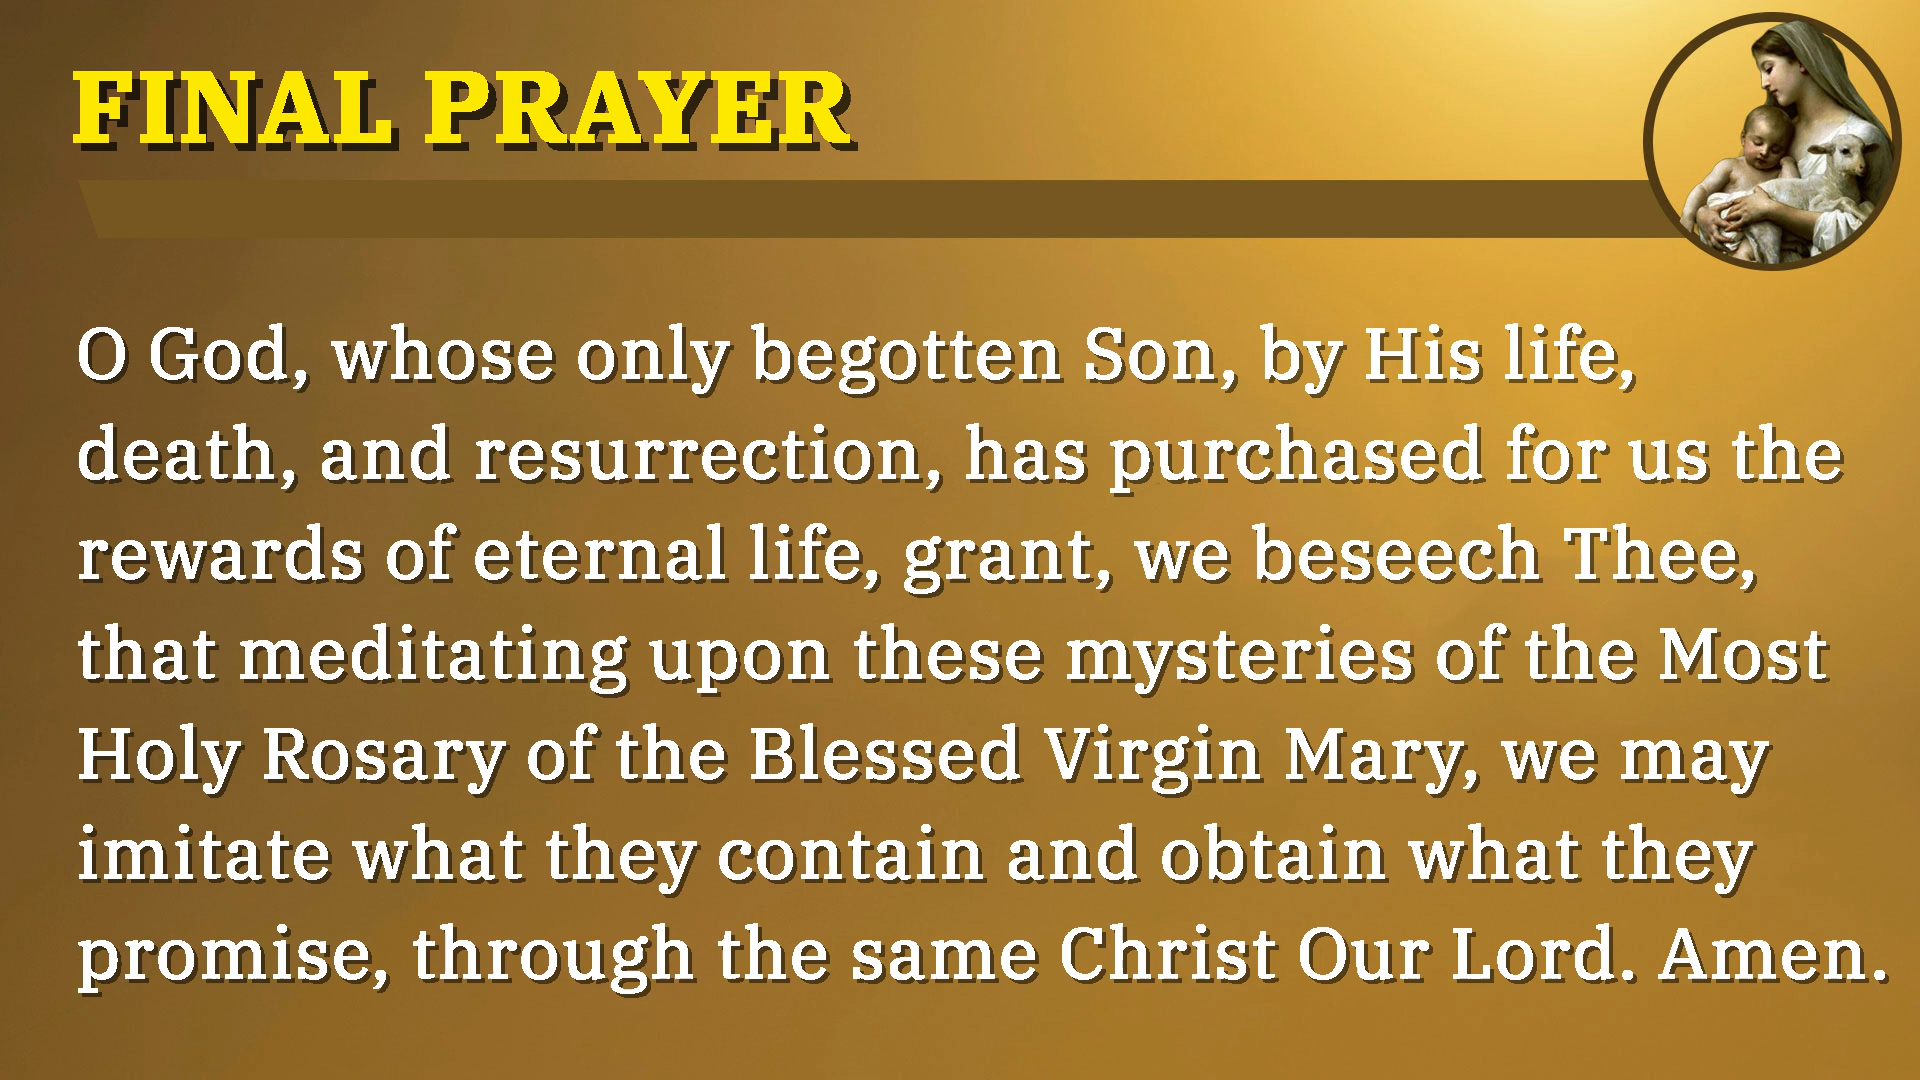 FINAL PRAYER
O God, whose only begotten Son, by His life,
death, and resurrection, has purchased for us the
rewards of eternal life, grant, we beseech Thee,
that meditating upon these mysteries of the Most
Holy Rosary of the Blessed Virgin Mary, we may
imitate what they contain and obtain what they
promise, through the same Christ Our Lord. Amen.